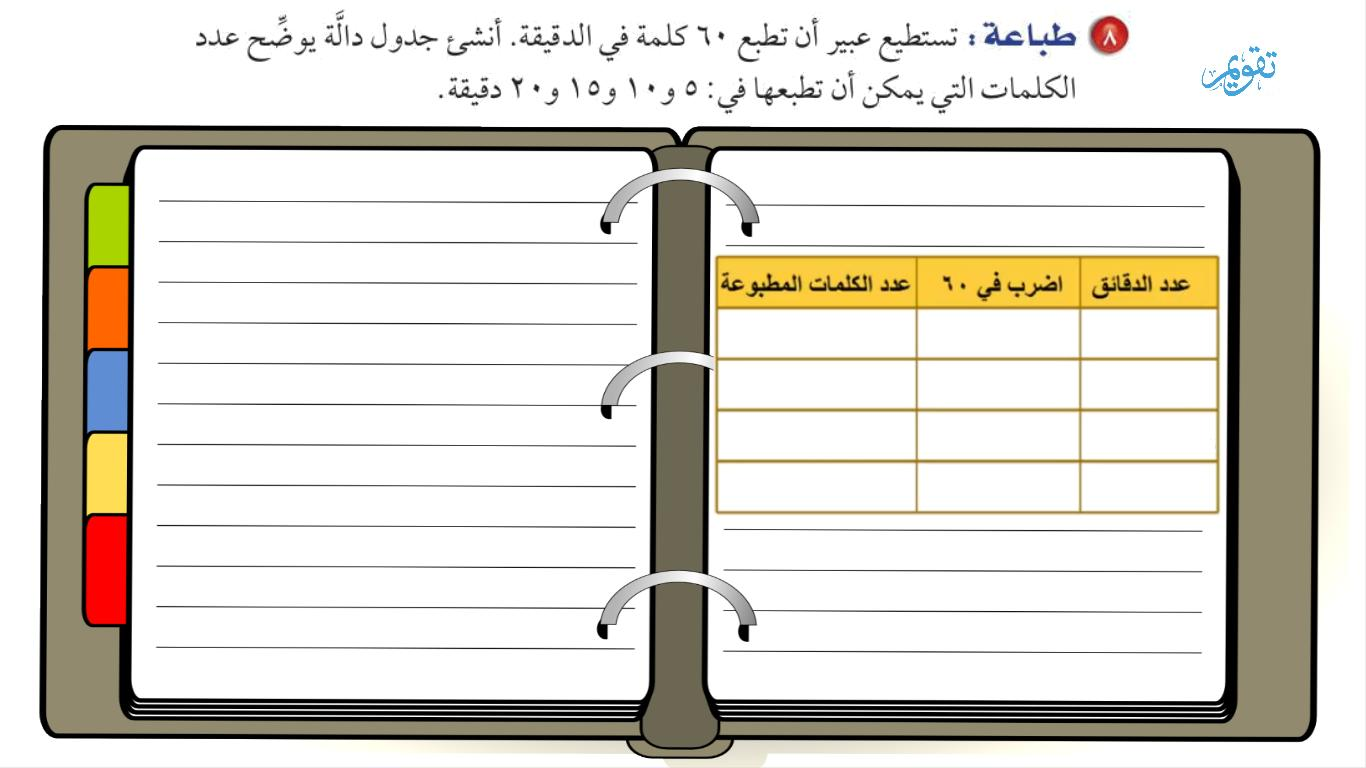 ٨ طباعة : تستطيع عبير أن تطبع ٦٠ كلمة في الدقيقة. أنشئ جدول دالَّة يوضِّح عدد
الكلمات التي يمكن أن تطبعها في: ٥ و١٠ و١٥ و٢٠ دقيقة.
تقويم
عدد الدقائق اضرب في ٦٠ عدد الكلمات المطبوعة